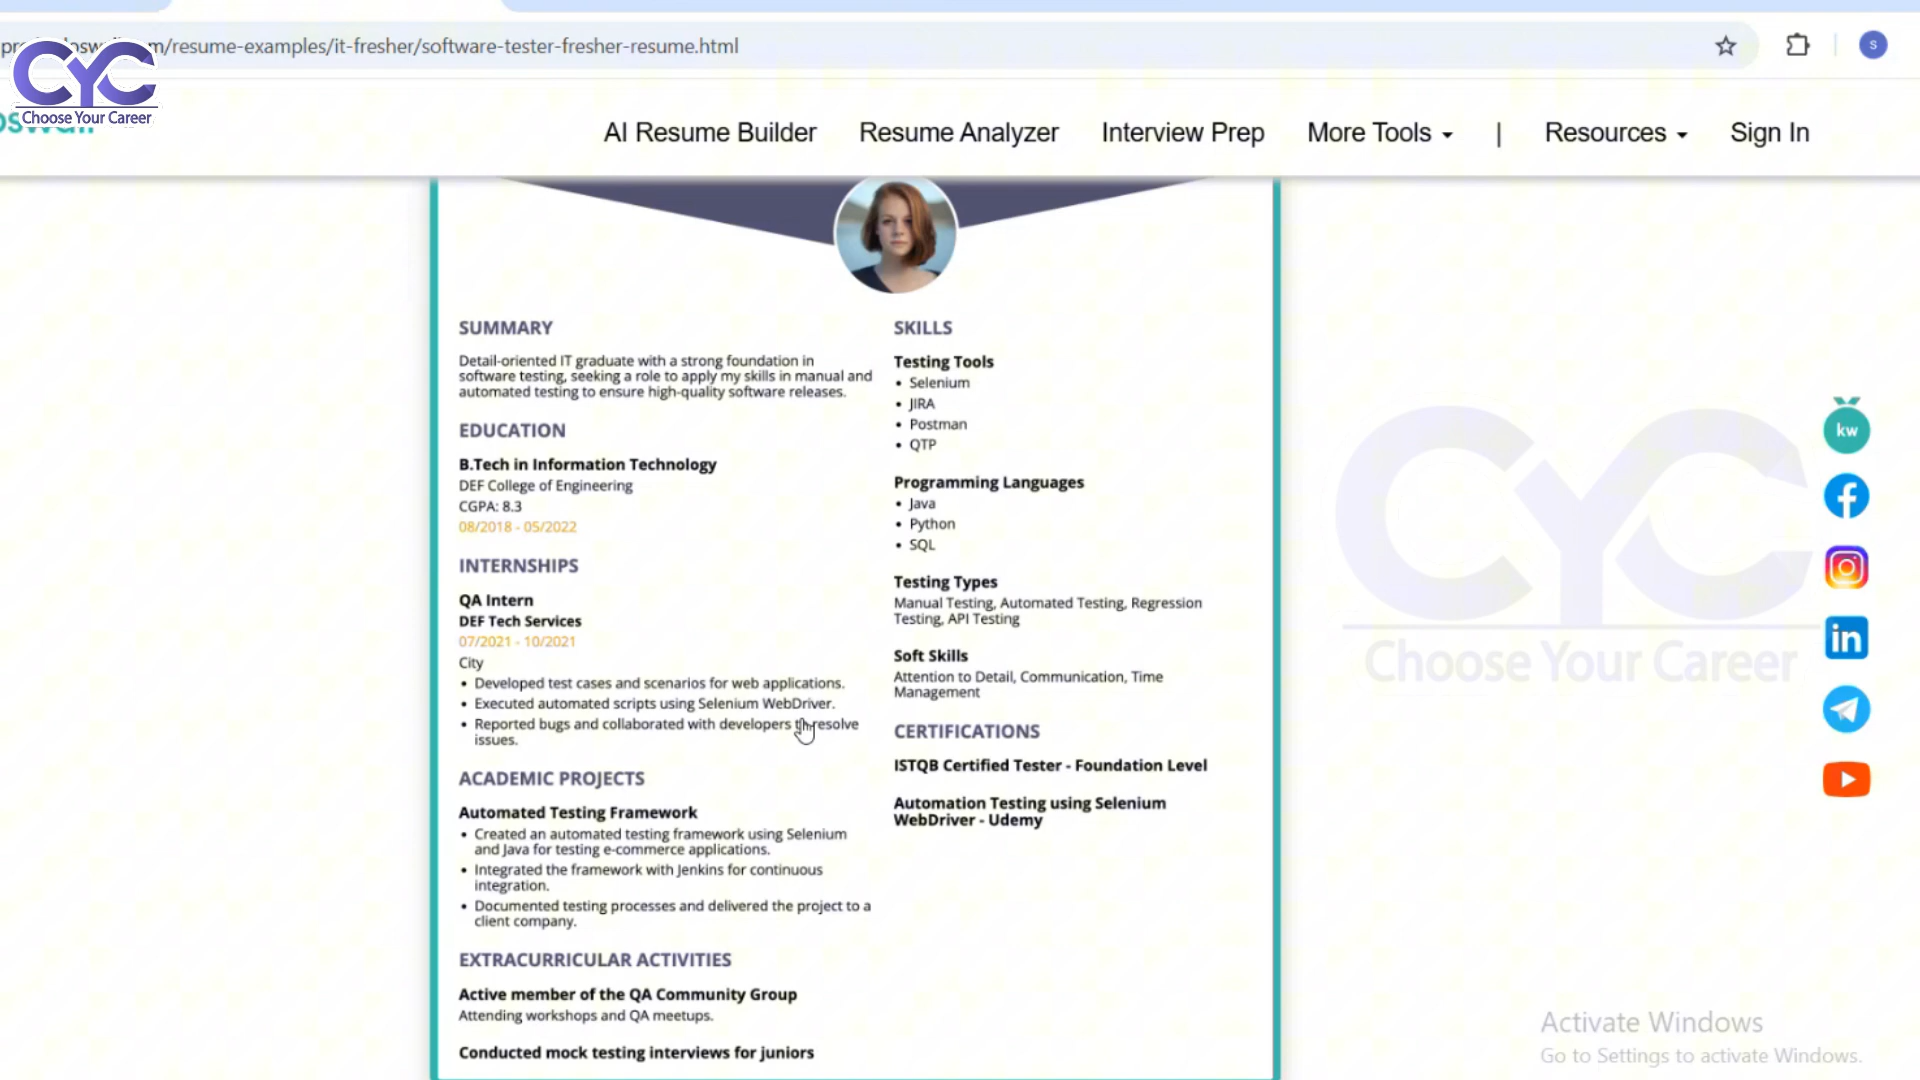 /resume-examples/it-fresher/software-tester-fresher-resume.html
S
CYC
Choose Your Career
AI Resume Builder
Resume Analyzer
Interview Prep
More Tools
|
Resources
Sign In
SUMMARY
Detail-oriented IT graduate with a strong foundation in
software testing, seeking a role to apply my skills in manual and
automated testing to ensure high-quality software releases.
EDUCATION
B.Tech in Information Technology
DEF College of Engineering
CGPA: 8.3
08/2018 - 05/2022
INTERNSHIPS
QA Intern
DEF Tech Services
07/2021 - 10/2021
City
• Developed test cases and scenarios for web applications.
• Executed automated scripts using Selenium WebDriver.
• Reported bugs and collaborated with developers to resolve
issues.
ACADEMIC PROJECTS
Automated Testing Framework
• Created an automated testing framework using Selenium
and Java for testing e-commerce applications.
• Integrated the framework with Jenkins for continuous
integration.
• Documented testing processes and delivered the project to a
client company.
EXTRACURRICULAR ACTIVITIES
Active member of the QA Community Group
Attending workshops and QA meetups.
Conducted mock testing interviews for juniors
SKILLS
Testing Tools
• Selenium
• JIRA
• Postman
• QTP
Programming Languages
• Java
• Python
• SQL
Testing Types
Manual Testing, Automated Testing, Regression
Testing, API Testing
Soft Skills
Attention to Detail, Communication, Time
Management
CERTIFICATIONS
ISTQB Certified Tester - Foundation Level
Automation Testing using Selenium
WebDriver - Udemy
CYC
Choose Your Career
kw
in
Activate Windows
Go to Settings to activate Windows.